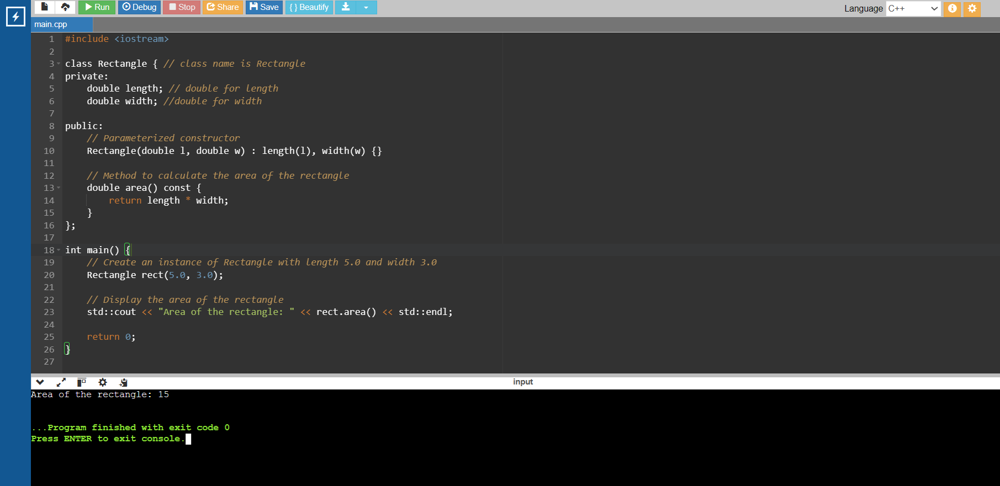 Run Debug Stop Share Save { } Beautify Language C++
main.cpp
1 #include <iostream>
2
3 class Rectangle { // class name is Rectangle
4 private:
5     double length; // double for length
6     double width; //double for width
7
8 public:
9     // Parameterized constructor
10     Rectangle(double l, double w) : length(l), width(w) {}
11
12     // Method to calculate the area of the rectangle
13     double area() const {
14         return length * width;
15     }
16 };
17
18 int main() {
19     // Create an instance of Rectangle with length 5.0 and width 3.0
20     Rectangle rect(5.0, 3.0);
21
22     // Display the area of the rectangle
23     std::cout << "Area of the rectangle: " << rect.area() << std::endl;
24
25     return 0;
26 }
27
input
Area of the rectangle: 15
...Program finished with exit code 0
Press ENTER to exit console.